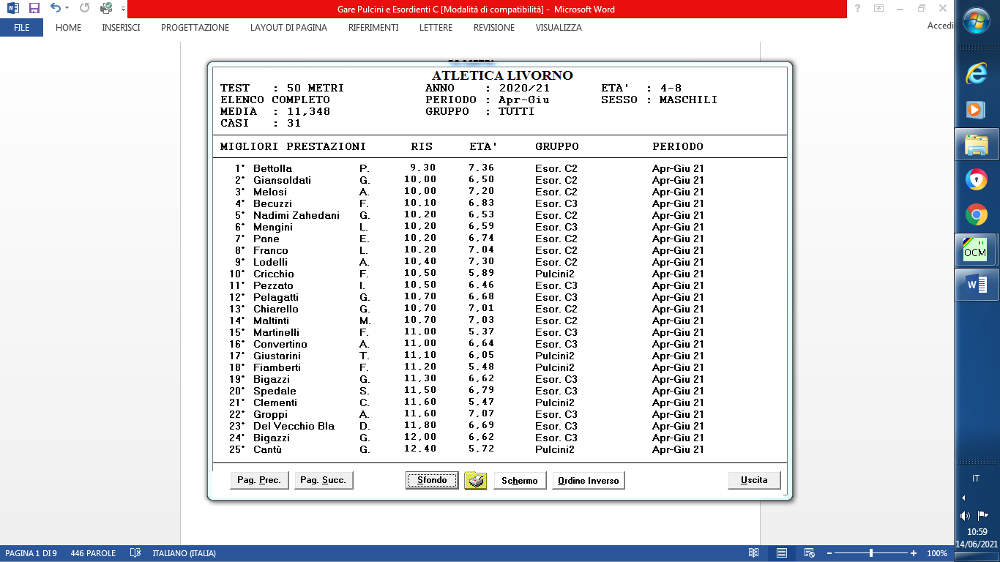 Gare Pulcini e Esordienti C [Modalità di compatibilità] - Microsoft Word
FILE HOME INSERISCI PROGETTAZIONE LAYOUT DI PAGINA RIFERIMENTI LETTERE REVISIONE VISUALIZZA Accedi
ATLETICA LIVORNO
TEST : 50 METRI ANNO : 2020/21 ETA' : 4-8
ELENCO COMPLETO PERIODO : Apr-Giu SESSO : MASCHILI
MEDIA : 11,348 GRUPPO : TUTTI
CASI : 31
MIGLIORI PRESTAZIONI RIS ETA' GRUPPO PERIODO
1° Bettolla P. 9,30 7,36 Esor. C2 Apr-Giu 21
2° Giansoldati G. 10,00 6,50 Esor. C2 Apr-Giu 21
3° Melosi A. 10,00 7,20 Esor. C2 Apr-Giu 21
4° Becuzzi F. 10,10 6,83 Esor. C3 Apr-Giu 21
5° Nadimi Zahedani G. 10,20 6,53 Esor. C2 Apr-Giu 21
6° Mengini L. 10,20 6,59 Esor. C3 Apr-Giu 21
7° Pane E. 10,20 6,74 Esor. C2 Apr-Giu 21
8° Franco L. 10,20 7,04 Esor. C2 Apr-Giu 21
9° Lodelli A. 10,40 7,30 Esor. C2 Apr-Giu 21
10° Cricchio F. 10,50 5,89 Pulcini2 Apr-Giu 21
11° Pezzato I. 10,50 6,46 Esor. C3 Apr-Giu 21
12° Pelagatti G. 10,70 6,68 Esor. C3 Apr-Giu 21
13° Chiarello G. 10,70 7,01 Esor. C2 Apr-Giu 21
14° Maltinti M. 10,70 7,03 Esor. C2 Apr-Giu 21
15° Martinelli F. 11,00 5,37 Esor. C3 Apr-Giu 21
16° Convertino A. 11,00 6,64 Esor. C3 Apr-Giu 21
17° Giustarini T. 11,10 6,05 Pulcini2 Apr-Giu 21
18° Fiamberti F. 11,20 5,48 Pulcini2 Apr-Giu 21
19° Bigazzi G. 11,30 6,62 Esor. C3 Apr-Giu 21
20° Spedale S. 11,50 6,79 Esor. C3 Apr-Giu 21
21° Clementi C. 11,60 5,47 Pulcini2 Apr-Giu 21
22° Groppi A. 11,60 7,07 Esor. C3 Apr-Giu 21
23° Del Vecchio Bla D. 11,80 6,69 Esor. C3 Apr-Giu 21
24° Bigazzi G. 12,00 6,62 Esor. C3 Apr-Giu 21
25° Cantù G. 12,40 5,72 Pulcini2 Apr-Giu 21
Pag. Prec. Pag. Succ. Sfondo Schermo Ordine Inverso Uscita
OCM
IT
10:59
14/06/2021
PAGINA 1 DI 9 446 PAROLE ITALIANO (ITALIA) 100%